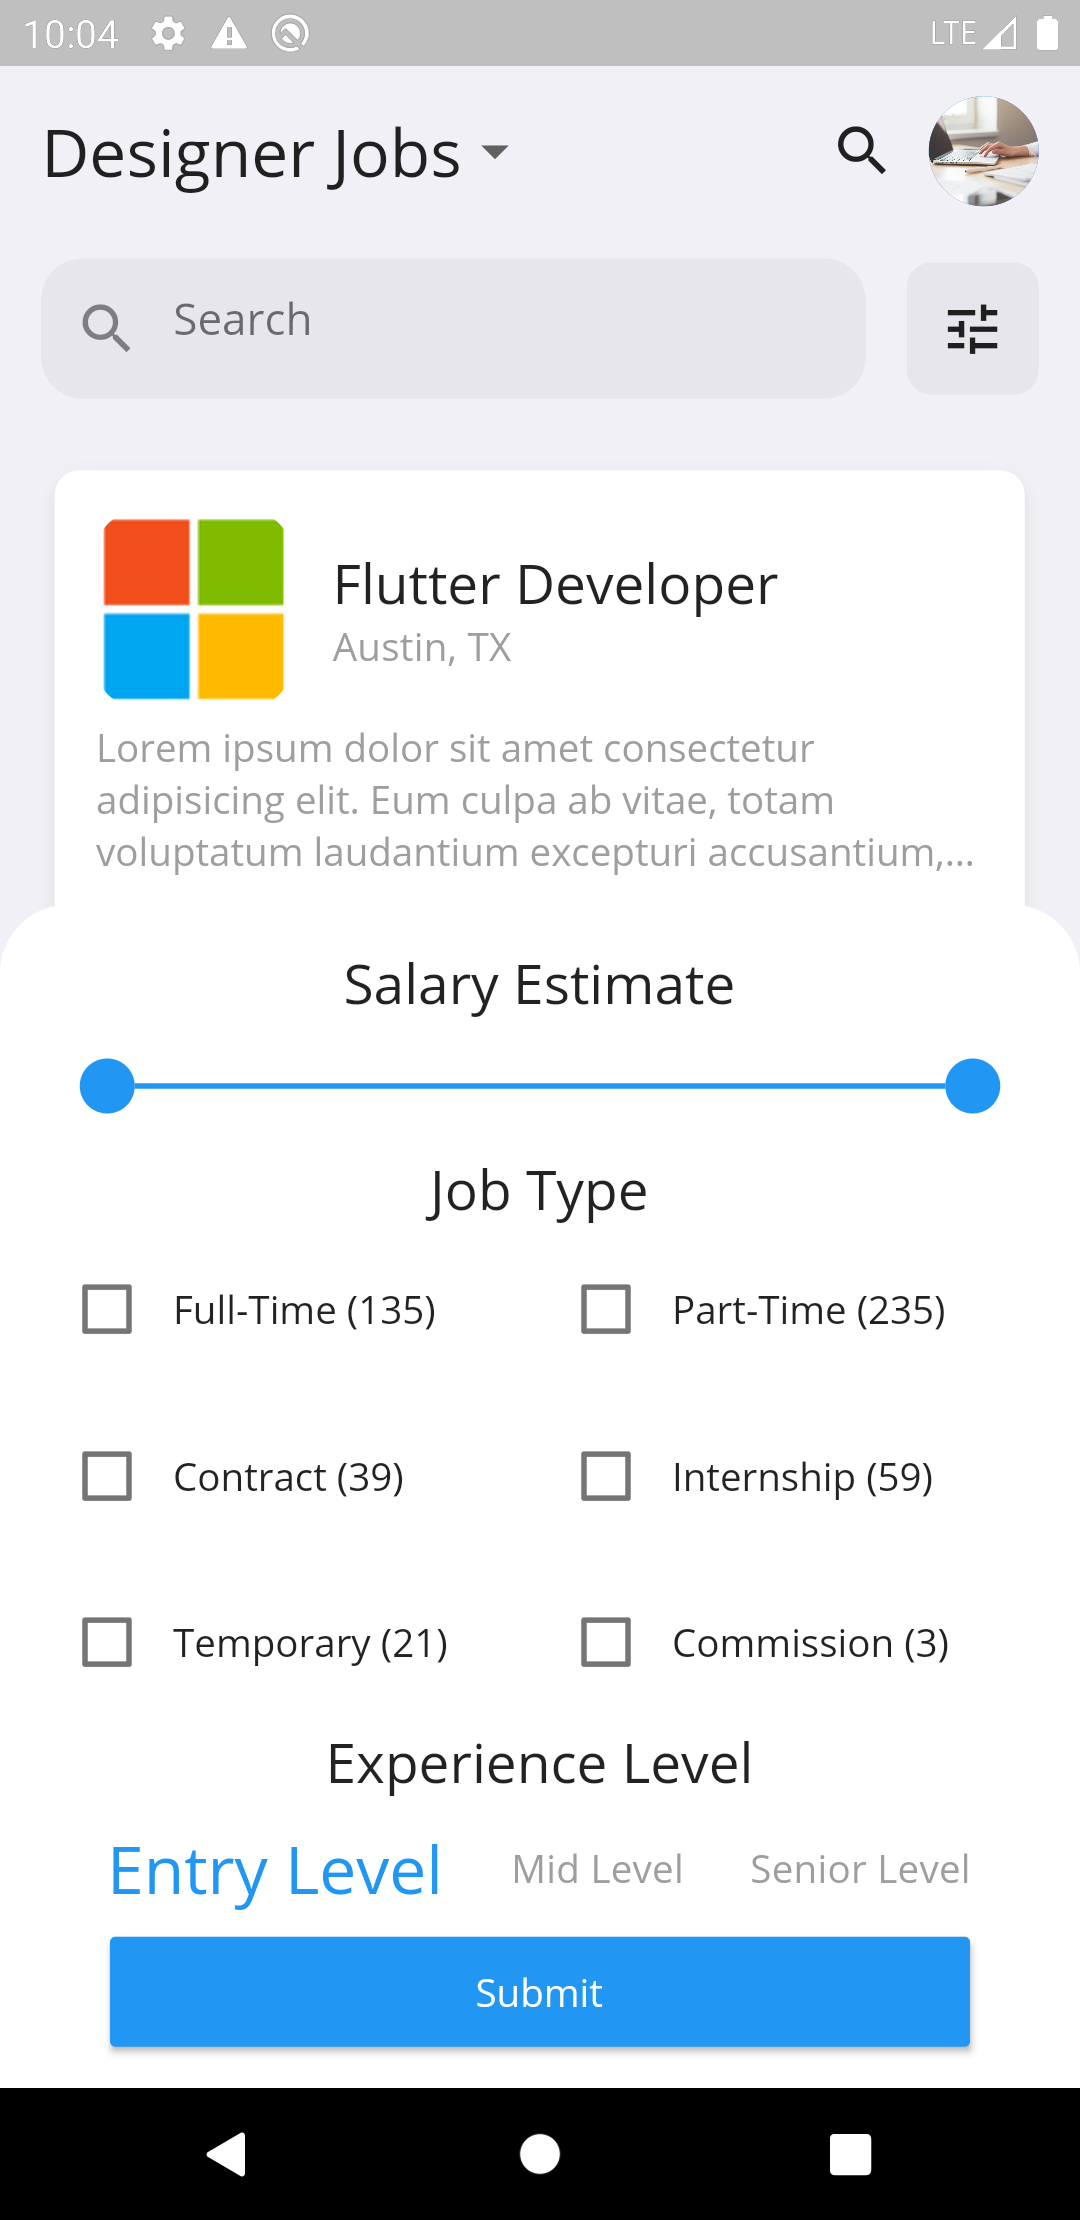 10:04
LTE
Designer Jobs
Search
Flutter Developer
Austin, TX
Lorem ipsum dolor sit amet consectetur
adipisicing elit. Eum culpa ab vitae, totam
voluptatum laudantium excepturi accusantium,...
Salary Estimate
Job Type
Full-Time (135) Part-Time (235)
Contract (39) Internship (59)
Temporary (21) Commission (3)
Experience Level
Entry Level Mid Level Senior Level
Submit